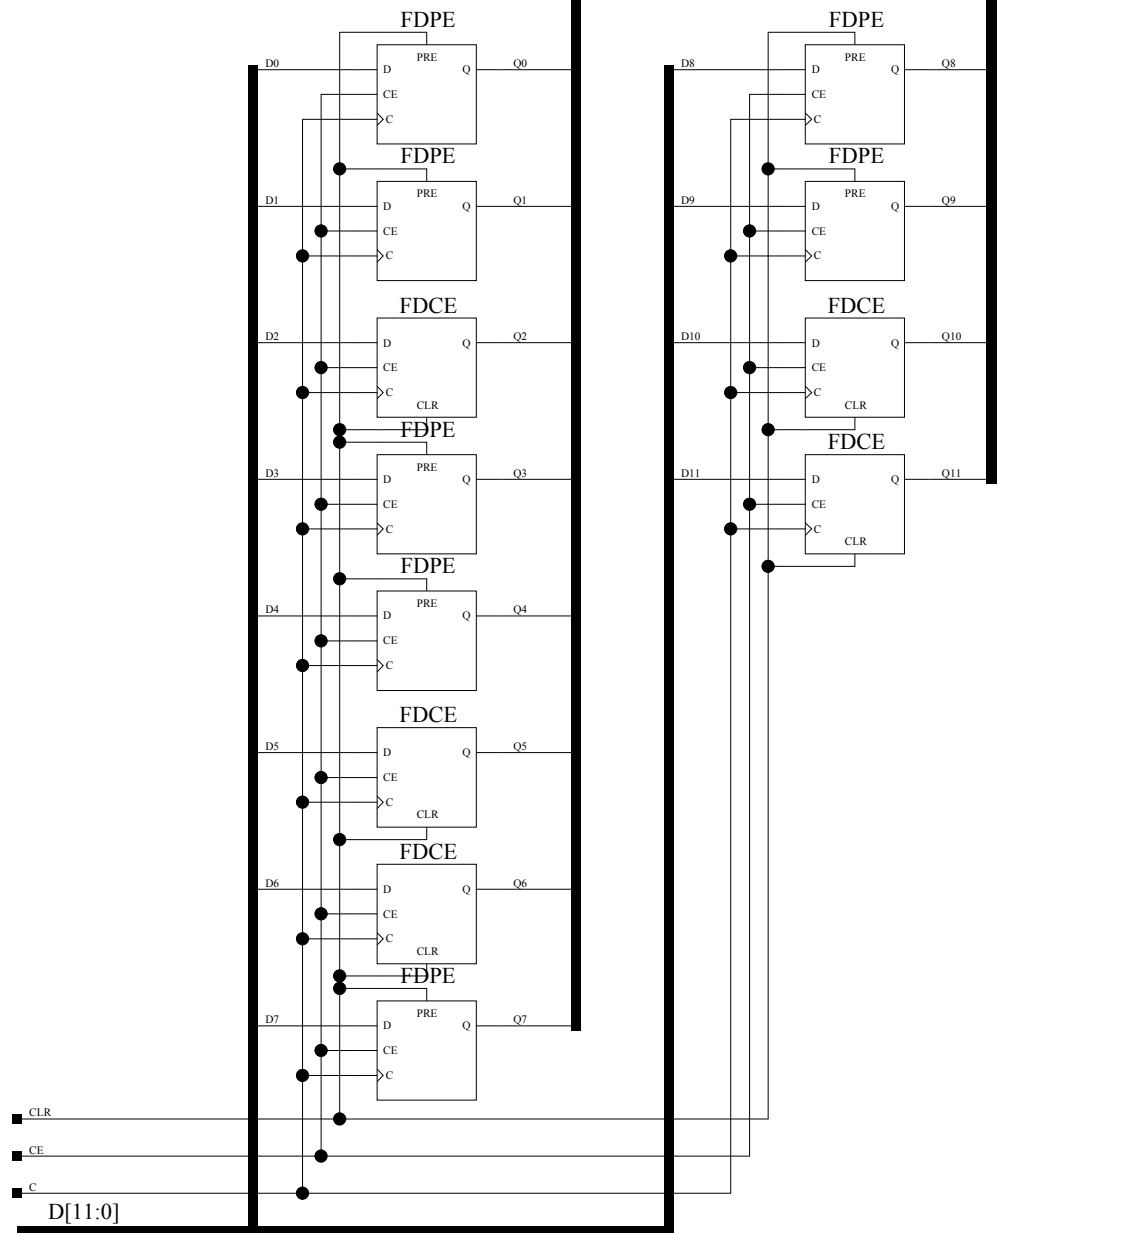 FDPE
PRE
D0 D Q Q0
CE
C
FDPE
PRE
D1 D Q Q1
CE
C
FDCE
D2 D Q Q2
CE
C
CLR
FDPE
PRE
D3 D Q Q3
CE
C
FDPE
PRE
D4 D Q Q4
CE
C
FDCE
D5 D Q Q5
CE
C
CLR
FDCE
D6 D Q Q6
CE
C
CLR
FDPE
PRE
D7 D Q Q7
CE
C
FDPE
PRE
D8 D Q Q8
CE
C
FDPE
PRE
D9 D Q Q9
CE
C
FDCE
D10 D Q Q10
CE
C
CLR
FDCE
D11 D Q Q11
CE
C
CLR
CLR
CE
C
D[11:0]